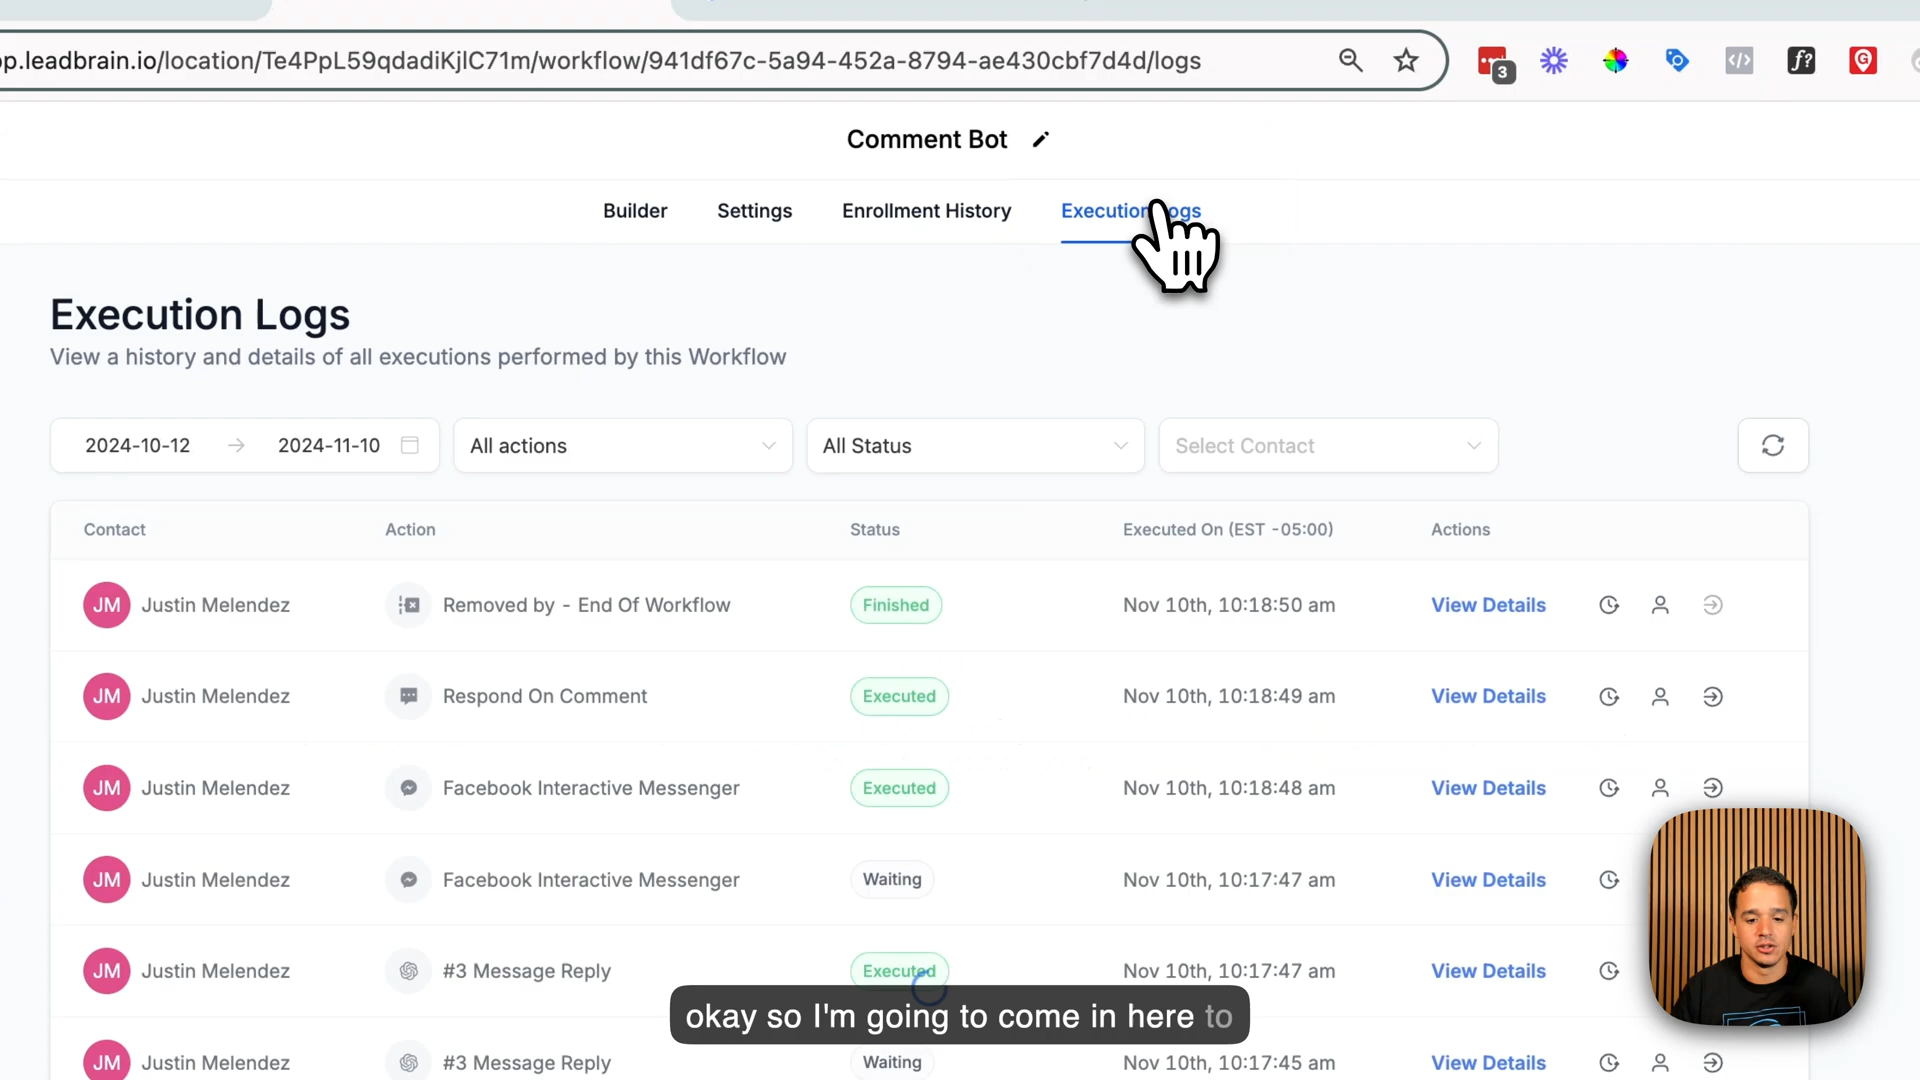 op.leadbrain.io/location/Te4PpL59qdadiKjlC71m/workflow/941df67c-5a94-452a-8794-ae430cbf7d4d/logs
3
</>
f?
G
Comment Bot
Builder Settings Enrollment History Execution Logs
Execution Logs
View a history and details of all executions performed by this Workflow
2024-10-12 → 2024-11-10 All actions All Status Select Contact
Contact Action Status Executed On (EST -05:00) Actions
JM Justin Melendez Removed by - End Of Workflow Finished Nov 10th, 10:18:50 am View Details
JM Justin Melendez Respond On Comment Executed Nov 10th, 10:18:49 am View Details
JM Justin Melendez Facebook Interactive Messenger Executed Nov 10th, 10:18:48 am View Details
JM Justin Melendez Facebook Interactive Messenger Waiting Nov 10th, 10:17:47 am View Details
JM Justin Melendez #3 Message Reply Executed Nov 10th, 10:17:47 am View Details
okay so I'm going to come in here to
JM Justin Melendez #3 Message Reply Waiting Nov 10th, 10:17:45 am View Details